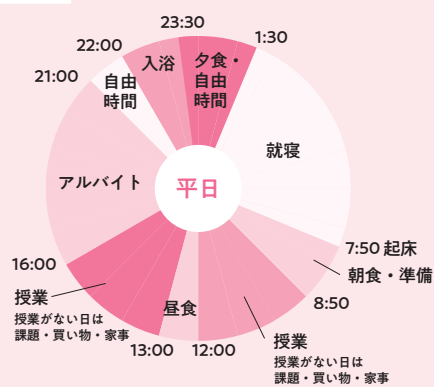 23:30
1:30
22:00
入浴
夕食・
自由
時間
21:00
自由
時間
就寝
アルバイト
平日
7:50 起床
朝食・準備
16:00
8:50
授業
授業がない日は
課題・買い物・家事
昼食
13:00
12:00
授業
授業がない日は
課題・買い物・家事